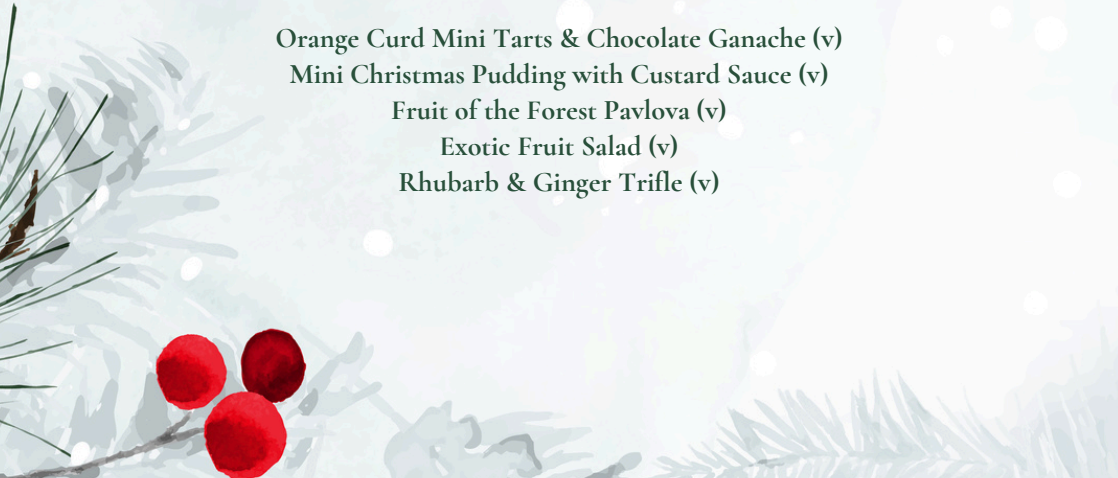 Orange Curd Mini Tarts & Chocolate Ganache (v)
Mini Christmas Pudding with Custard Sauce (v)
Fruit of the Forest Pavlova (v)
Exotic Fruit Salad (v)
Rhubarb & Ginger Trifle (v)